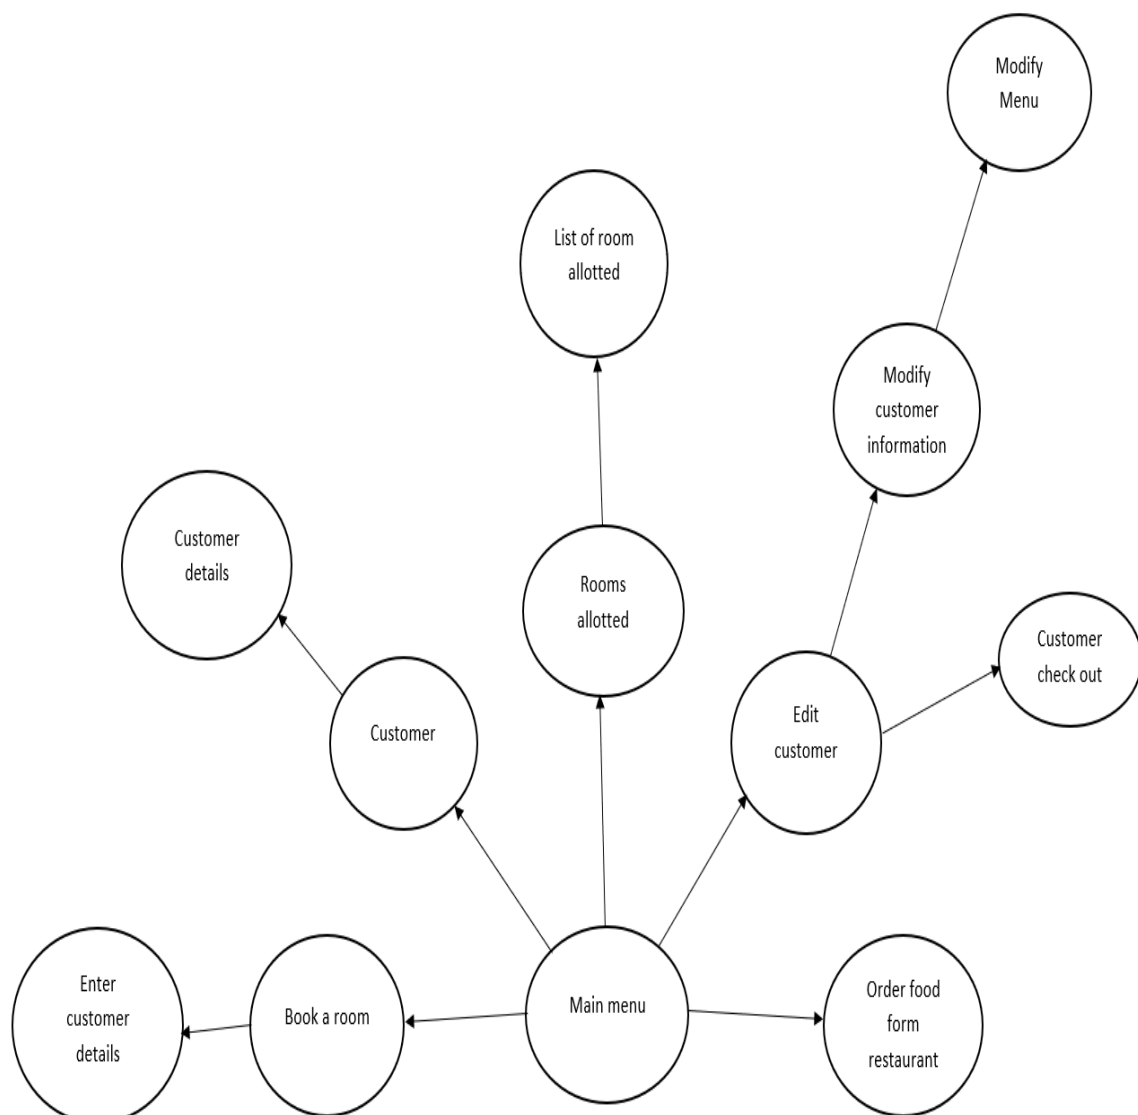 Modify
Menu
List of room
allotted
Modify
customer
information
Customer
details
Rooms
allotted
Customer
check out
Customer
Edit
customer
Enter
customer
details
Book a room
Main menu
Order food
form
restaurant